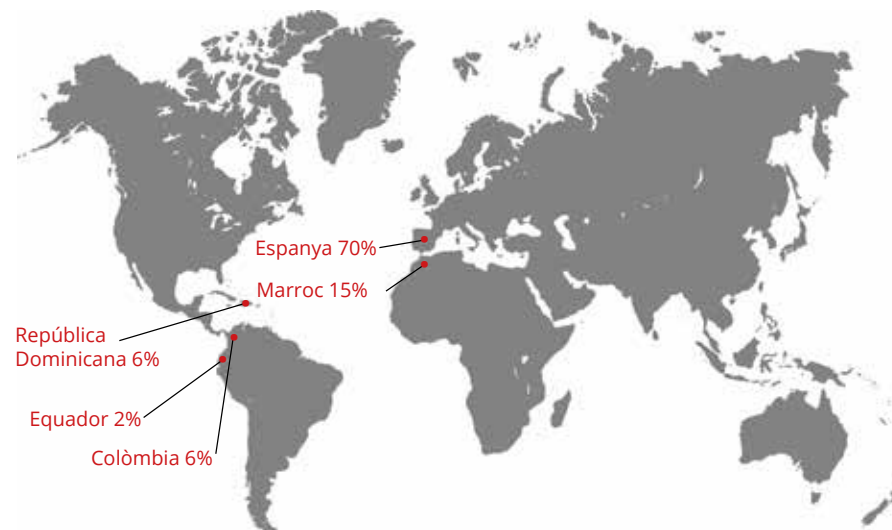 Espanya 70%
Marroc 15%
República
Dominicana 6%
Equador 2%
Colòmbia 6%